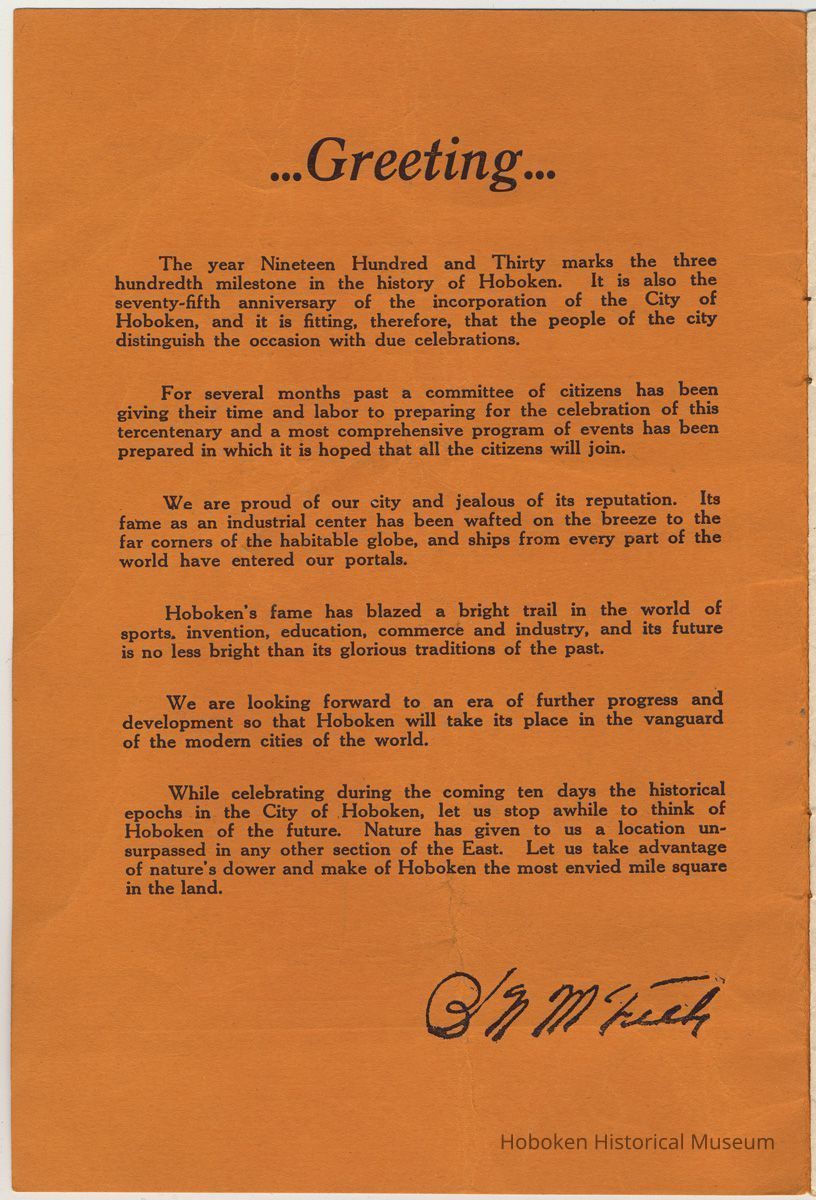 ...Greeting...
The year Nineteen Hundred and Thirty marks the three
hundredth milestone in the history of Hoboken. It is also the
seventy-fifth anniversary of the incorporation of the City of
Hoboken, and it is fitting, therefore, that the people of the city
distinguish the occasion with due celebrations.
For several months past a committee of citizens has been
giving their time and labor to preparing for the celebration of this
tercentenary and a most comprehensive program of events has been
prepared in which it is hoped that all the citizens will join.
We are proud of our city and jealous of its reputation. Its
fame as an industrial center has been wafted on the breeze to the
far corners of the habitable globe, and ships from every part of the
world have entered our portals.
Hoboken's fame has blazed a bright trail in the world of
sports. invention, education, commerce and industry, and its future
is no less bright than its glorious traditions of the past.
We are looking forward to an era of further progress and
development so that Hoboken will take its place in the vanguard
of the modern cities of the world.
While celebrating during the coming ten days the historical
epochs in the City of Hoboken, let us stop awhile to think of
Hoboken of the future. Nature has given to us a location un-
surpassed in any other section of the East. Let us take advantage
of nature's dower and make of Hoboken the most envied mile square
in the land.
B N McFeely
Hoboken Historical Museum